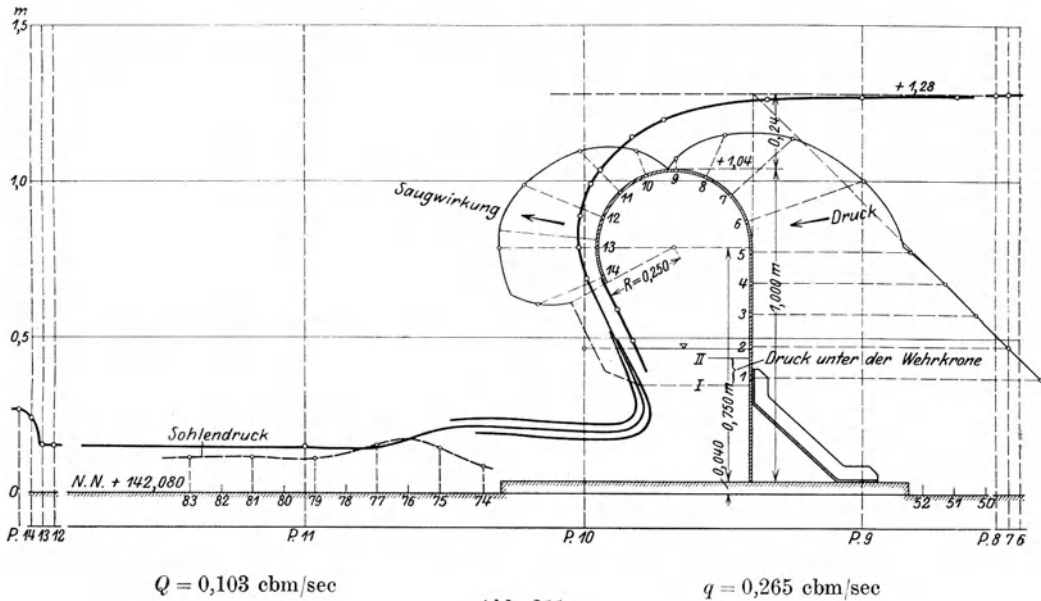 m
1,5
+ 1,28
0,24
+ 1,04
9
10
8
11
7
Saugwirkung
12
6
Druck
1,0
13
5
14
R=0,250
4
1,000 m
3
0,5
2
II
Druck unter der Wehrkrone
I
1
0,750 m
Sohlendruck
0,040
N.N. + 142,080
0
83 82 81 80 79 78 77 76 75 74
52 51 50
P. 14 13 12
P. 11
P. 10
P. 9
P. 8 7 6
Q = 0,103 cbm/sec
q = 0,265 cbm/sec